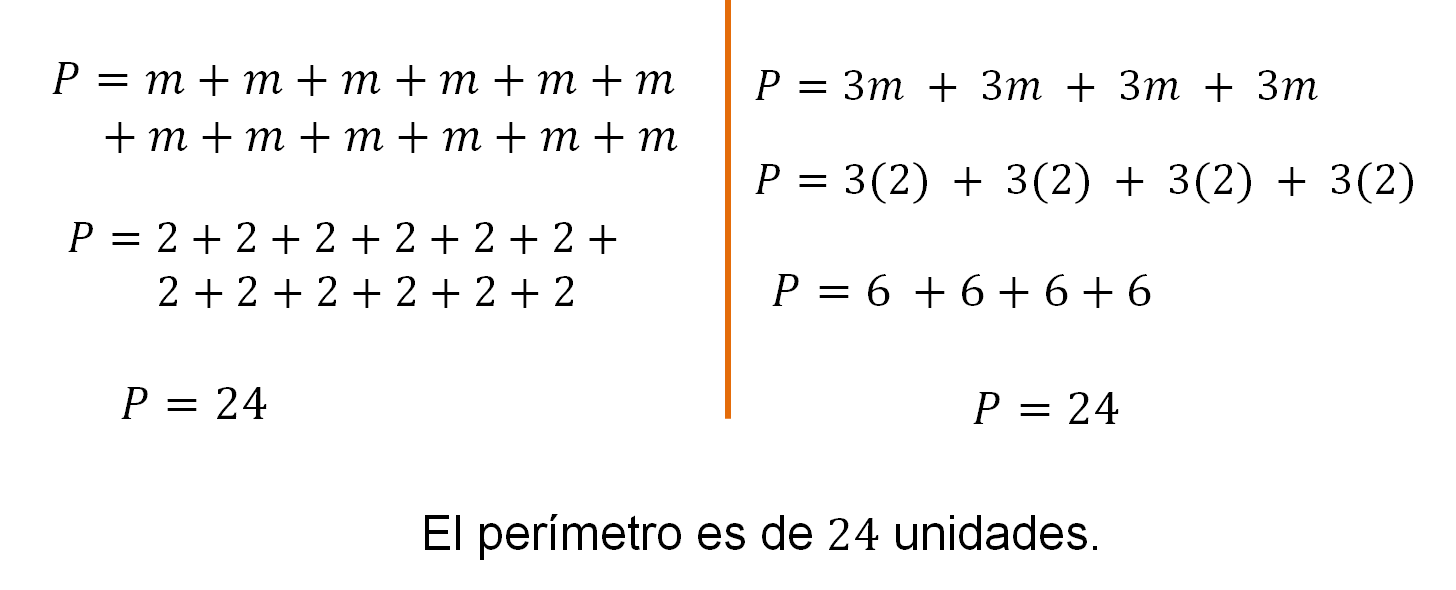 P = m + m + m + m + m + m
+ m + m + m + m + m + m
P = 2 + 2 + 2 + 2 + 2 + 2 +
2 + 2 + 2 + 2 + 2 + 2
P = 24
P = 3m + 3m + 3m + 3m
P = 3(2) + 3(2) + 3(2) + 3(2)
P = 6 + 6 + 6 + 6
P = 24
El perímetro es de 24 unidades.